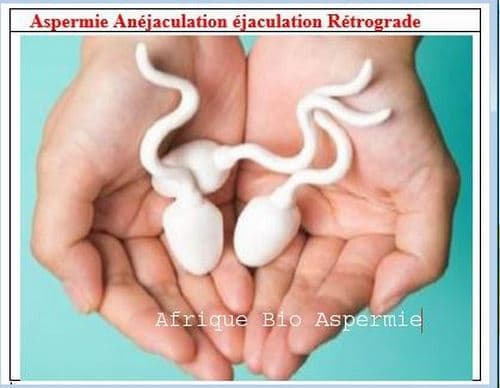 Aspermie Anéjaculation éjaculation Rétrograde
Afrique Bio Aspermie